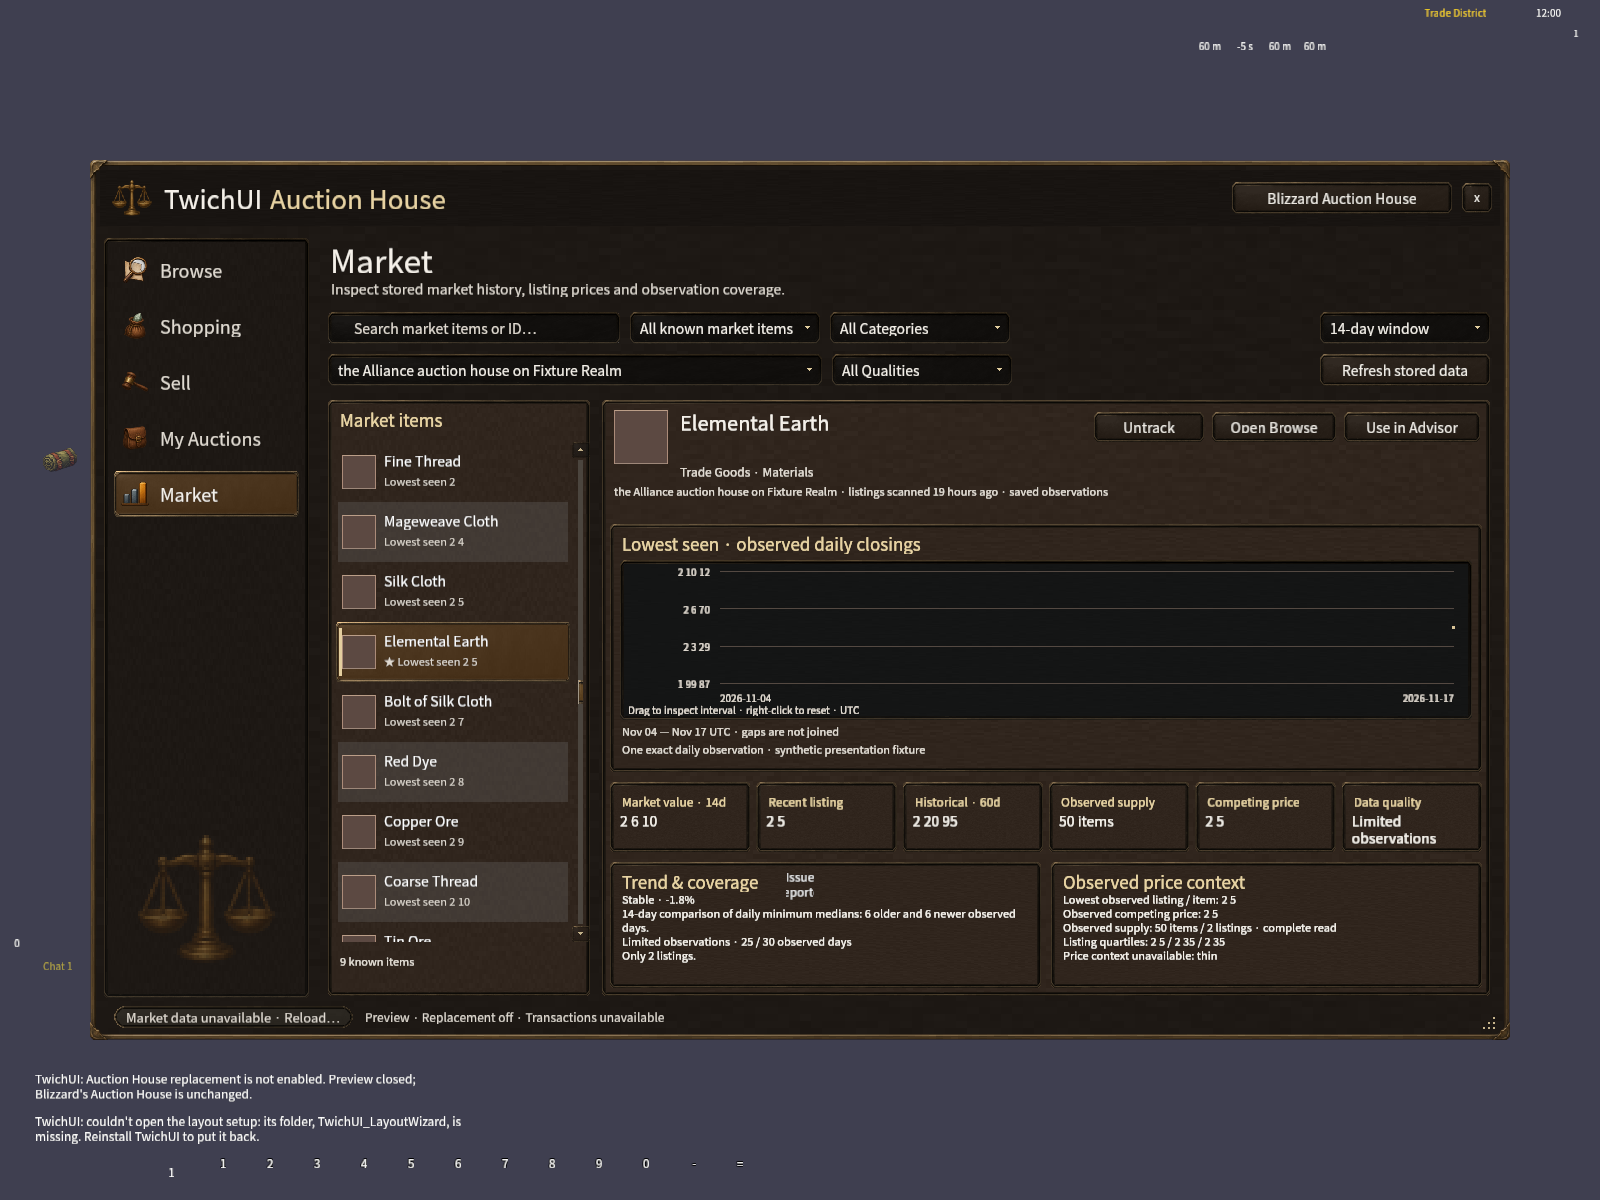 Trade District
12:00
1
60 m -5 s 60 m 60 m
TwichUI Auction House
Blizzard Auction House
x
Browse
Shopping
Sell
My Auctions
Market
Market
Inspect stored market history, listing prices and observation coverage.
Search market items or ID...
All known market items
All Categories
14-day window
the Alliance auction house on Fixture Realm
All Qualities
Refresh stored data
Market items
Fine Thread
Lowest seen 2
Mageweave Cloth
Lowest seen 2 4
Silk Cloth
Lowest seen 2 5
Elemental Earth
★ Lowest seen 2 5
Bolt of Silk Cloth
Lowest seen 2 7
Red Dye
Lowest seen 2 8
Copper Ore
Lowest seen 2 9
Coarse Thread
Lowest seen 2 10
Tin Ore
9 known items
Elemental Earth
Untrack
Open Browse
Use in Advisor
Trade Goods · Materials
the Alliance auction house on Fixture Realm · listings scanned 19 hours ago · saved observations
Lowest seen · observed daily closings
2 10 12
2 6 70
2 3 29
1 99 87
2026-11-04
2026-11-17
Drag to inspect interval · right-click to reset · UTC
Nov 04 — Nov 17 UTC · gaps are not joined
One exact daily observation · synthetic presentation fixture
Market value · 14d
2 6 10
Recent listing
2 5
Historical · 60d
2 20 95
Observed supply
50 items
Competing price
2 5
Data quality
Limited
observations
Trend & coverage
Issue
eport
Stable · -1.8%
14-day comparison of daily minimum medians: 6 older and 6 newer observed
days.
Limited observations · 25 / 30 observed days
Only 2 listings.
Observed price context
Lowest observed listing / item: 2 5
Observed competing price: 2 5
Observed supply: 50 items / 2 listings · complete read
Listing quartiles: 2 5 / 2 35 / 2 35
Price context unavailable: thin
0
Chat 1
Market data unavailable · Reload...
Preview · Replacement off · Transactions unavailable
TwichUI: Auction House replacement is not enabled. Preview closed;
Blizzard's Auction House is unchanged.
TwichUI: couldn't open the layout setup: its folder, TwichUI_LayoutWizard, is
missing. Reinstall TwichUI to put it back.
1
1 2 3 4 5 6 7 8 9 0 - =